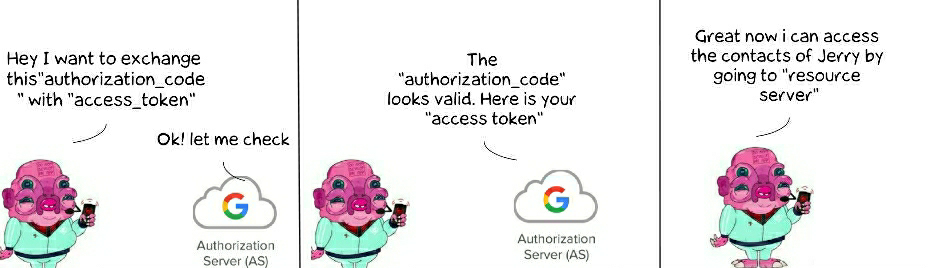 Hey I want to exchange
this"authorization_code
" with "access_token"
Ok! let me check
G
Authorization
Server (AS)
The
"authorization_code"
looks valid. Here is your
"access token"
G
Authorization
Server (AS)
Great now i can access
the contacts of Jerry by
going to "resource
server"